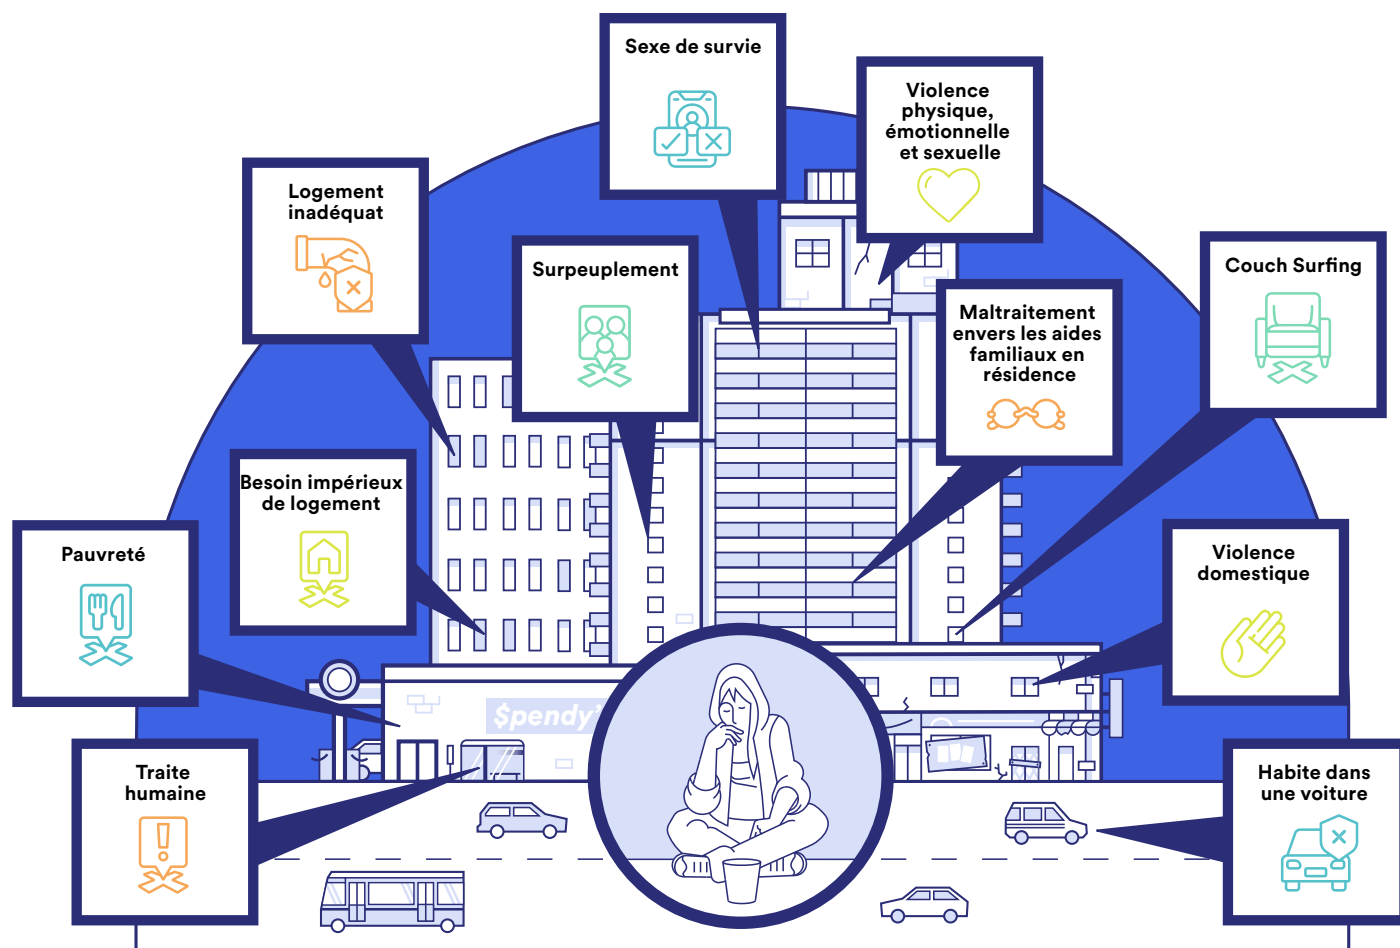 Sexe de survie
Violence
physique,
émotionnelle
et sexuelle
Logement
inadéquat
Surpeuplement
Couch Surfing
Maltraitement
envers les aides
familiaux en
résidence
Besoin impérieux
de logement
Pauvreté
Violence
domestique
$pendy'
Traite
humaine
Habite dans
une voiture